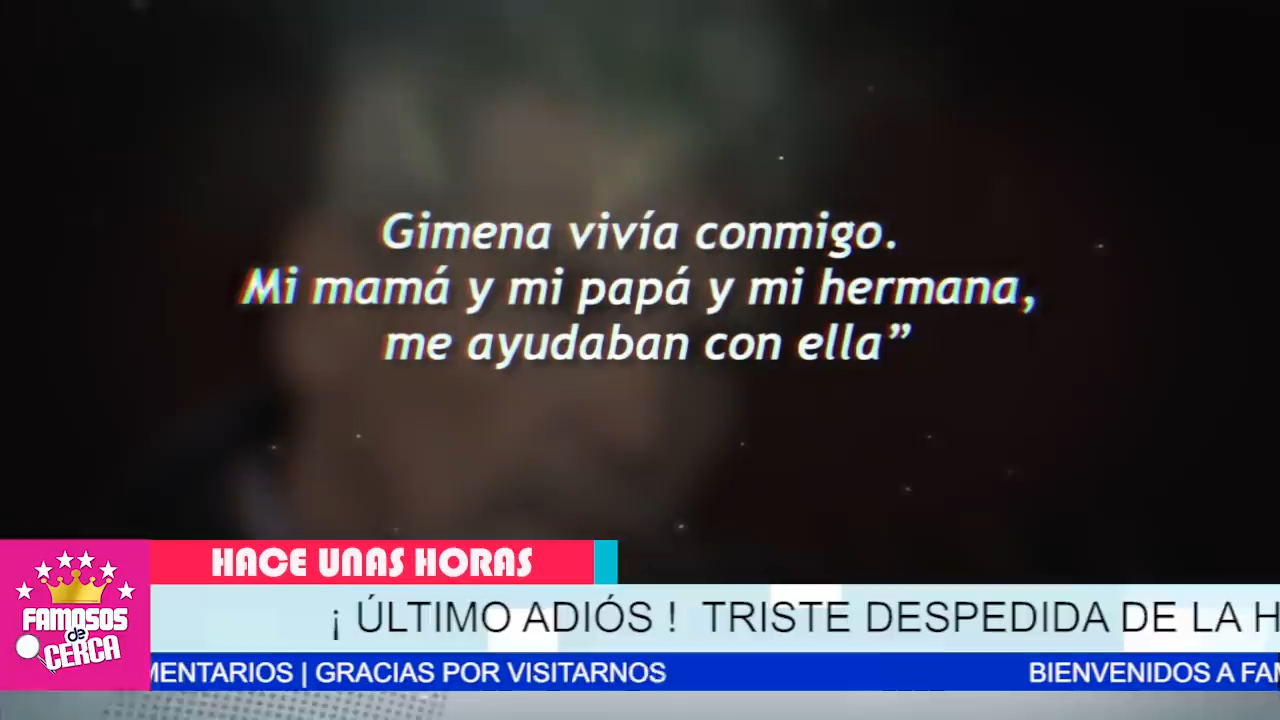 Gimena vivía conmigo.
Mi mamá y mi papá y mi hermana,
me ayudaban con ella”
HACE UNAS HORAS
FAMOSOS
de
CERCA
¡ ÚLTIMO ADIÓS ! TRISTE DESPEDIDA DE LA H
MENTARIOS | GRACIAS POR VISITARNOS
BIENVENIDOS A FAM